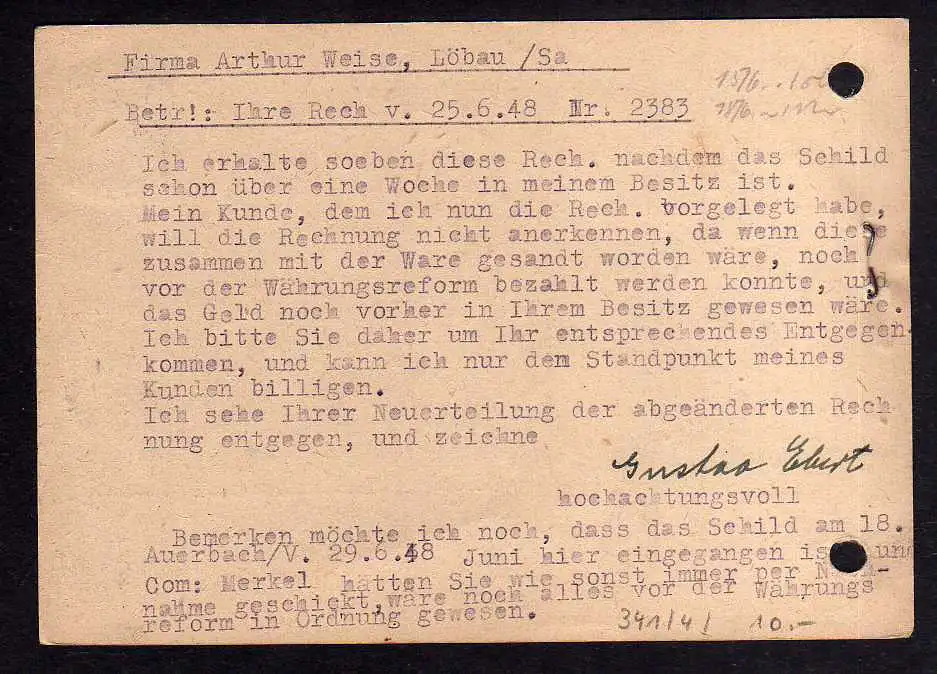 Firma Arthur Weise, Löbau /Sa
Betr!: Ihre Rech v. 25.6.48 Nr. 2383
Ich erhalte soeben diese Rech. nachdem das Schild
schon über eine Woche in meinem Besitz ist.
Mein Kunde, dem ich nun die Rech. vorgelegt habe,
will die Rechnung nicht anerkennen, da wenn diese
zusammen mit der Ware gesandt worden wäre, noch
vor der Währungsreform bezahlt werden konnte, und
das Geld noch vorher in Ihrem Besitz gewesen wäre.
Ich bitte Sie daher um Ihr entsprechendes Entgegen-
kommen, und kann ich nur dem Standpunkt meines
Kunden billigen.
Ich sehe Ihrer Neuerteilung der abgeänderten Rech
nung entgegen, und zeichne
Gustav Ebert
hochachtungsvoll
Bemerken möchte ich noch, dass das Schild am 18.
Auerbach/V. 29.6.48 Juni hier eingegangen ist, und
Com: Merkel hätten Sie wie sonst immer per Nach-
nahme geschickt, wäre noch alles vor der Währungs
reform in Ordnung gewesen.
341/4/ 10.-